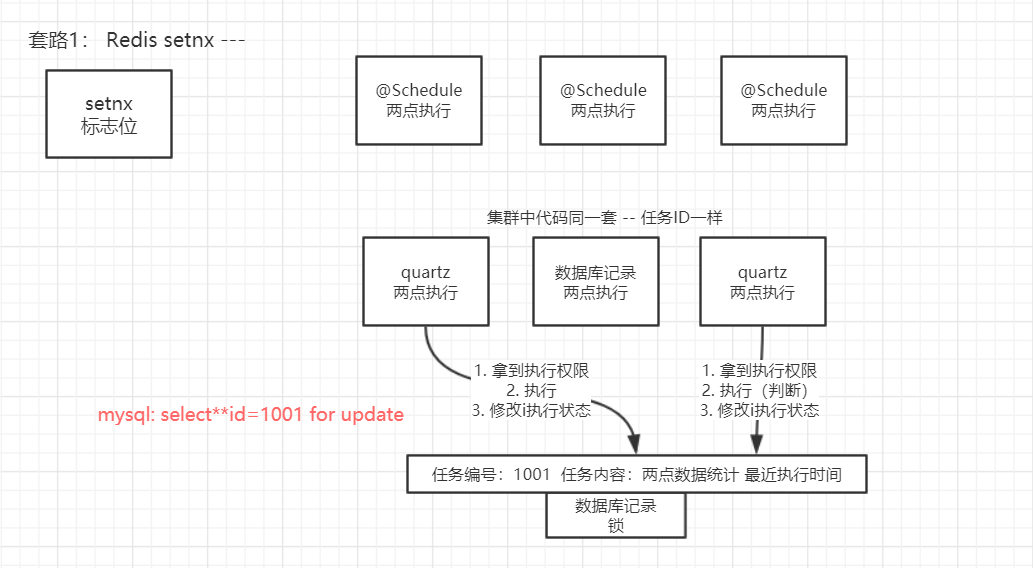 套路1： Redis setnx ---
setnx
标志位
@Schedule
两点执行
@Schedule
两点执行
@Schedule
两点执行
集群中代码同一套 -- 任务ID一样
quartz
两点执行
数据库记录
两点执行
quartz
两点执行
1. 拿到执行权限
2. 执行
3. 修改i执行状态
1. 拿到执行权限
2. 执行（判断）
3. 修改i执行状态
mysql: select**id=1001 for update
任务编号：1001 任务内容：两点数据统计 最近执行时间
数据库记录
锁